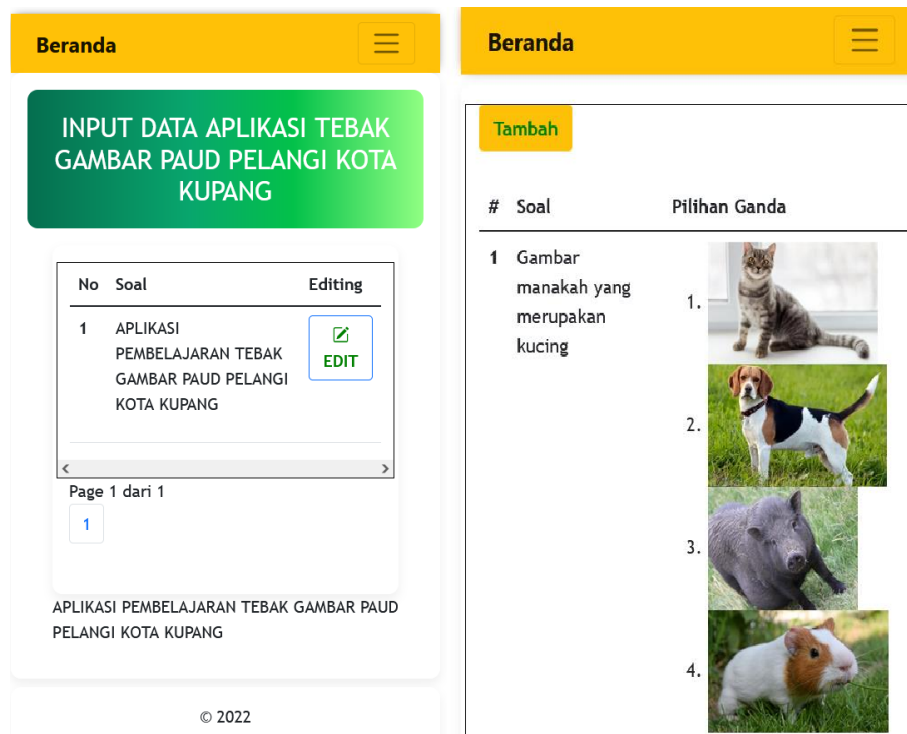 Beranda
INPUT DATA APLIKASI TEBAK
GAMBAR PAUD PELANGI KOTA
KUPANG
No Soal Editing
1 APLIKASI
PEMBELAJARAN TEBAK
GAMBAR PAUD PELANGI
KOTA KUPANG
EDIT
Page 1 dari 1
1
APLIKASI PEMBELAJARAN TEBAK GAMBAR PAUD
PELANGI KOTA KUPANG
© 2022
Beranda
Tambah
# Soal Pilihan Ganda
1 Gambar
manakah yang
merupakan
kucing
1.
2.
3.
4.